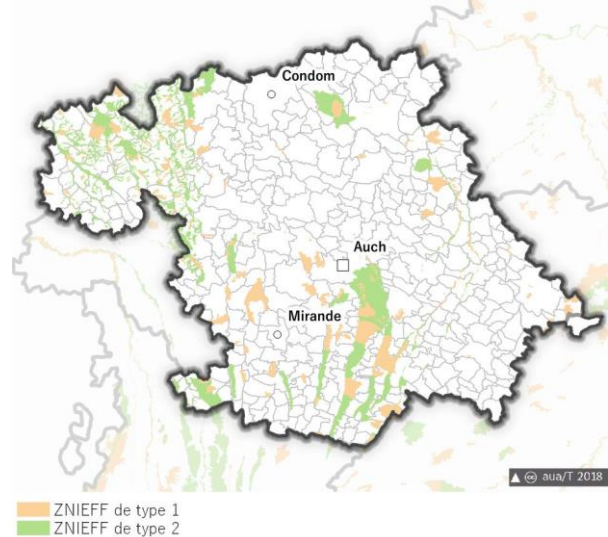 Condom
Auch
Mirande
aua/T 2018
ZNIEFF de type 1
ZNIEFF de type 2